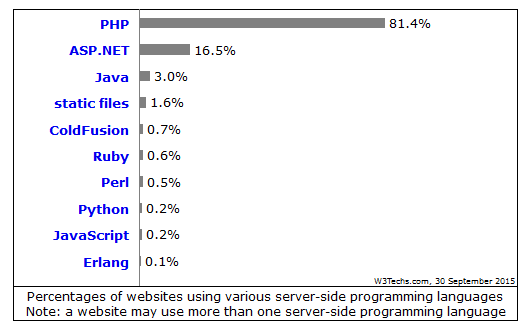 PHP 81.4%
ASP.NET 16.5%
Java 3.0%
static files 1.6%
ColdFusion 0.7%
Ruby 0.6%
Perl 0.5%
Python 0.2%
JavaScript 0.2%
Erlang 0.1%
W3Techs.com, 30 September 2015
Percentages of websites using various server-side programming languages
Note: a website may use more than one server-side programming language